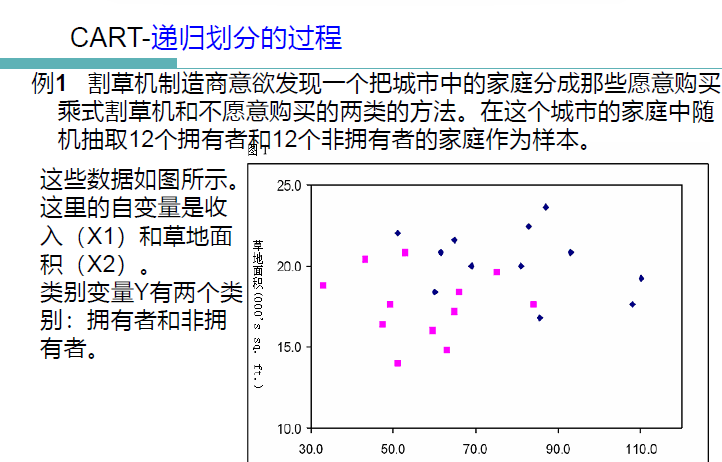 CART-递归划分的过程
例1 割草机制造商意欲发现一个把城市中的家庭分成那些愿意购买
乘式割草机和不愿意购买的两类的方法。在这个城市的家庭中随
机抽取12个拥有者和12个非拥有者的家庭作为样本。
这些数据如图所示。
这里的自变量是收
入（X1）和草地面
积（X2）。
类别变量Y有两个类
别：拥有者和非拥
有者。
图1
草地面积(000's sq. ft.)
25.0
20.0
15.0
10.0
30.0 50.0 70.0 90.0 110.0